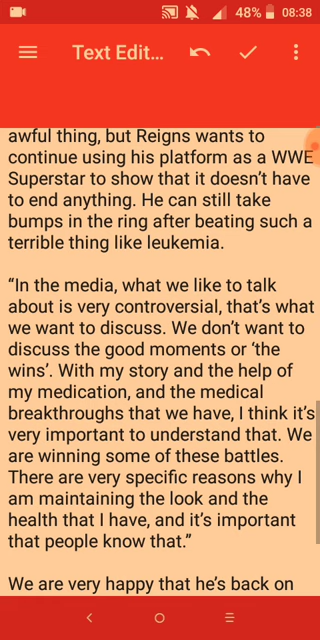 48% 08:38
Text Edit...
awful thing, but Reigns wants to
continue using his platform as a WWE
Superstar to show that it doesn’t have
to end anything. He can still take
bumps in the ring after beating such a
terrible thing like leukemia.
“In the media, what we like to talk
about is very controversial, that’s what
we want to discuss. We don’t want to
discuss the good moments or ‘the
wins’. With my story and the help of
my medication, and the medical
breakthroughs that we have, I think it’s
very important to understand that. We
are winning some of these battles.
There are very specific reasons why I
am maintaining the look and the
health that I have, and it’s important
that people know that.”
We are very happy that he’s back on